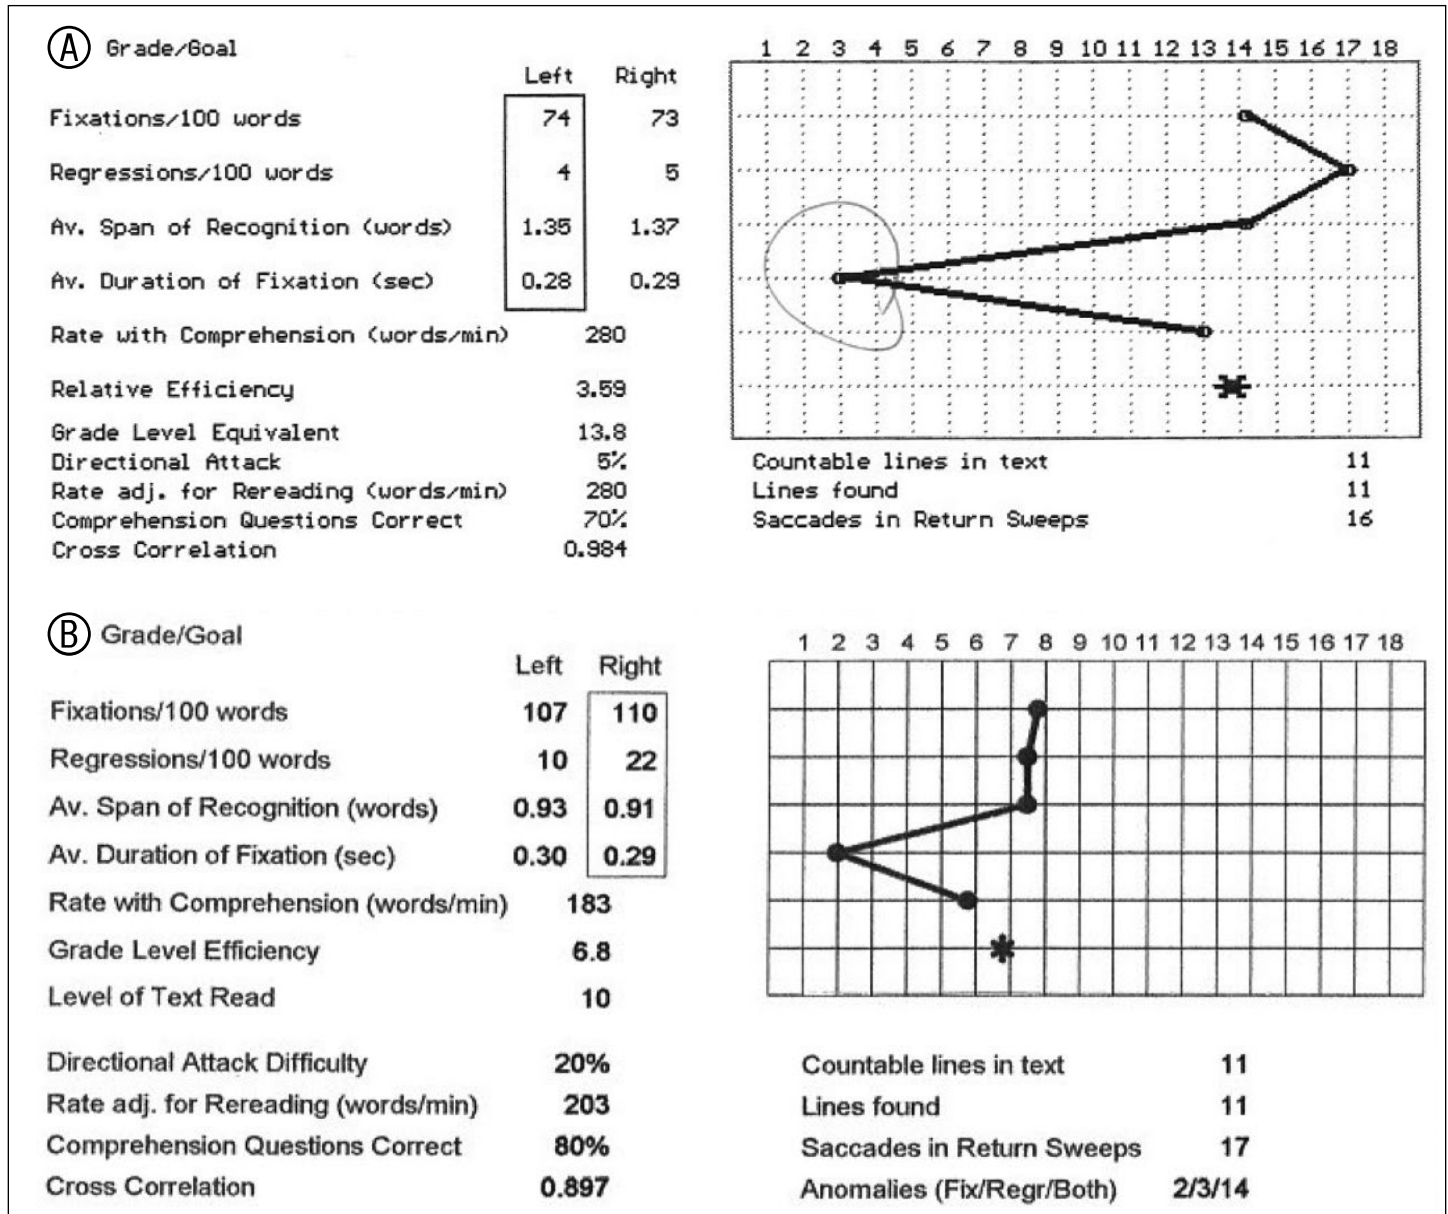 A Grade/Goal
Left Right
Fixations/100 words 74 73
Regressions/100 words 4 5
Av. Span of Recognition (words) 1.35 1.37
Av. Duration of Fixation (sec) 0.28 0.29
Rate with Comprehension (words/min) 280
Relative Efficiency 3.59
Grade Level Equivalent 13.8
Directional Attack 5%
Rate adj. for Rereading (words/min) 280
Comprehension Questions Correct 70%
Cross Correlation 0.984
1 2 3 4 5 6 7 8 9 10 11 12 13 14 15 16 17 18
Countable lines in text 11
Lines found 11
Saccades in Return Sweeps 16
B Grade/Goal
Left Right
Fixations/100 words 107 110
Regressions/100 words 10 22
Av. Span of Recognition (words) 0.93 0.91
Av. Duration of Fixation (sec) 0.30 0.29
Rate with Comprehension (words/min) 183
Grade Level Efficiency 6.8
Level of Text Read 10
Directional Attack Difficulty 20%
Rate adj. for Rereading (words/min) 203
Comprehension Questions Correct 80%
Cross Correlation 0.897
1 2 3 4 5 6 7 8 9 10 11 12 13 14 15 16 17 18
Countable lines in text 11
Lines found 11
Saccades in Return Sweeps 17
Anomalies (Fix/Regr/Both) 2/3/14